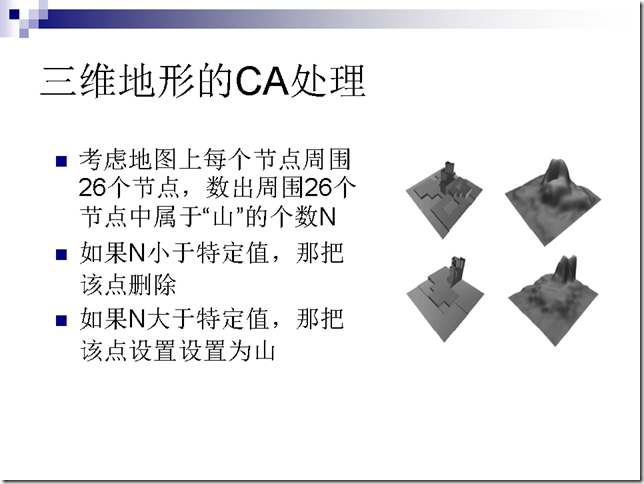 三维地形的CA处理
考虑地图上每个节点周围
26个节点，数出周围26个
节点中属于“山”的个数N
如果N小于特定值，那把
该点删除
如果N大于特定值，那把
该点设置设置为山